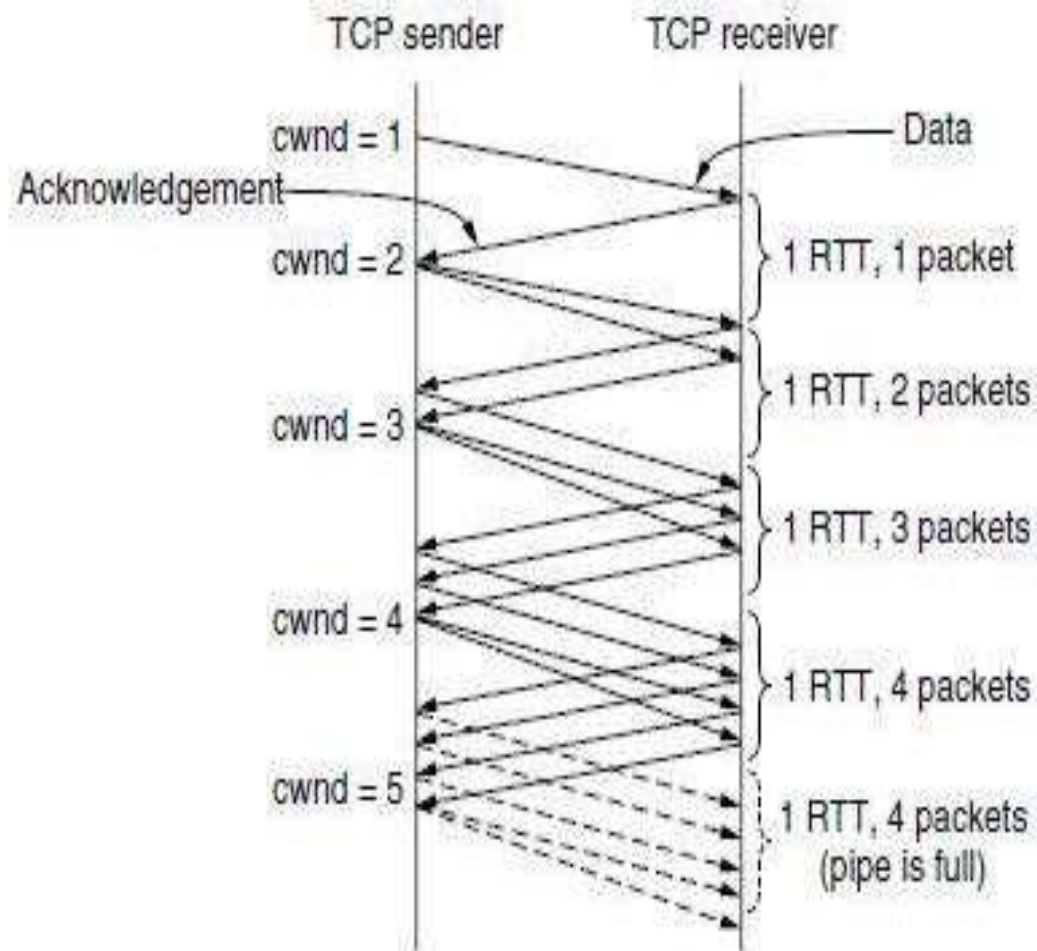 TCP sender
TCP receiver
cwnd = 1
Data
Acknowledgement
cwnd = 2
1 RTT, 1 packet
1 RTT, 2 packets
cwnd = 3
1 RTT, 3 packets
cwnd = 4
1 RTT, 4 packets
cwnd = 5
1 RTT, 4 packets
(pipe is full)